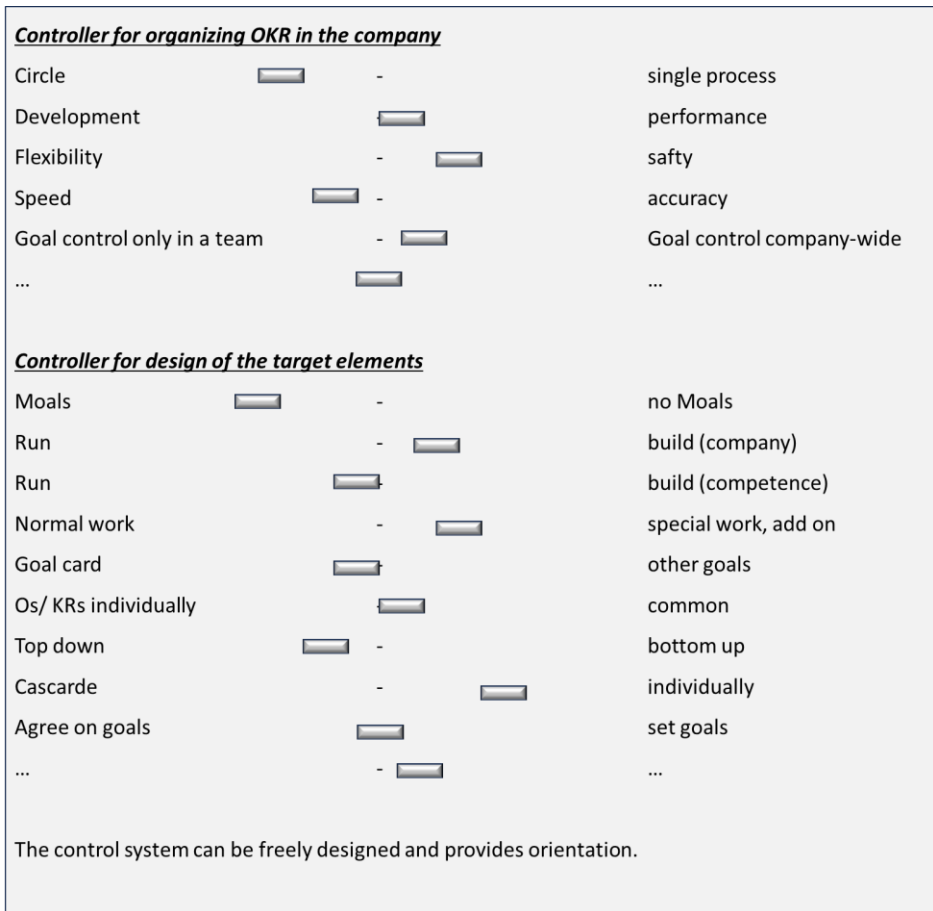 Controller for organizing OKR in the company
Circle - single process
Development - performance
Flexibility - safty
Speed - accuracy
Goal control only in a team - Goal control company-wide
... ...
Controller for design of the target elements
Moals - no Moals
Run - build (company)
Run - build (competence)
Normal work - special work, add on
Goal card - other goals
Os/ KRs individually - common
Top down - bottom up
Cascarde - individually
Agree on goals set goals
... - ...
The control system can be freely designed and provides orientation.